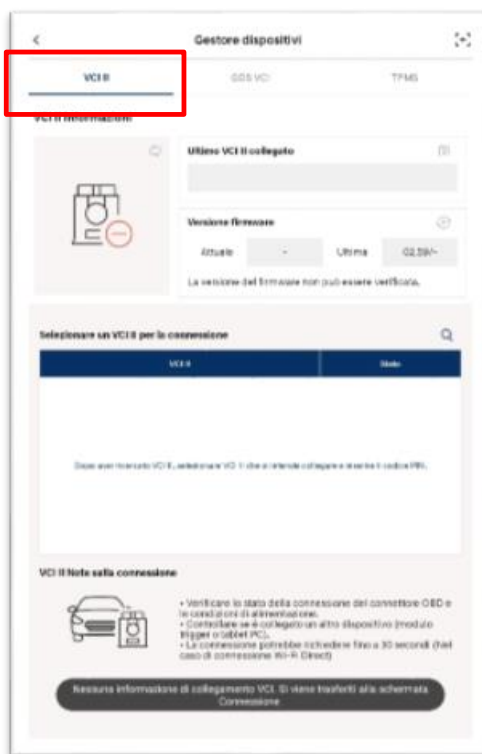 Gestore dispositivi
VCI II
GDS VCI
TPMS
VCI II Informazioni
Ultimo VCI II collegato
Versione firmware
Attuale
-
Ultima
02.59/-
La versione del firmware non può essere verificata.
Selezionare un VCI II per la connessione
VCI II
Stato
Dopo aver ricercato VCI II, selezionare VCI II che si intende collegare e inserire il codice PIN.
VCI II Note sulla connessione
• Verificare lo stato della connessione del connettore OBD e
le condizioni di alimentazione.
• Controllare se è collegato un altro dispositivo (modulo
trigger o tablet PC).
• La connessione potrebbe richiedere fino a 30 secondi (Nel
caso di connessione Wi-Fi Direct)
Nessuna informazione di collegamento VCI. Si viene trasferiti alla schermata
Connessione